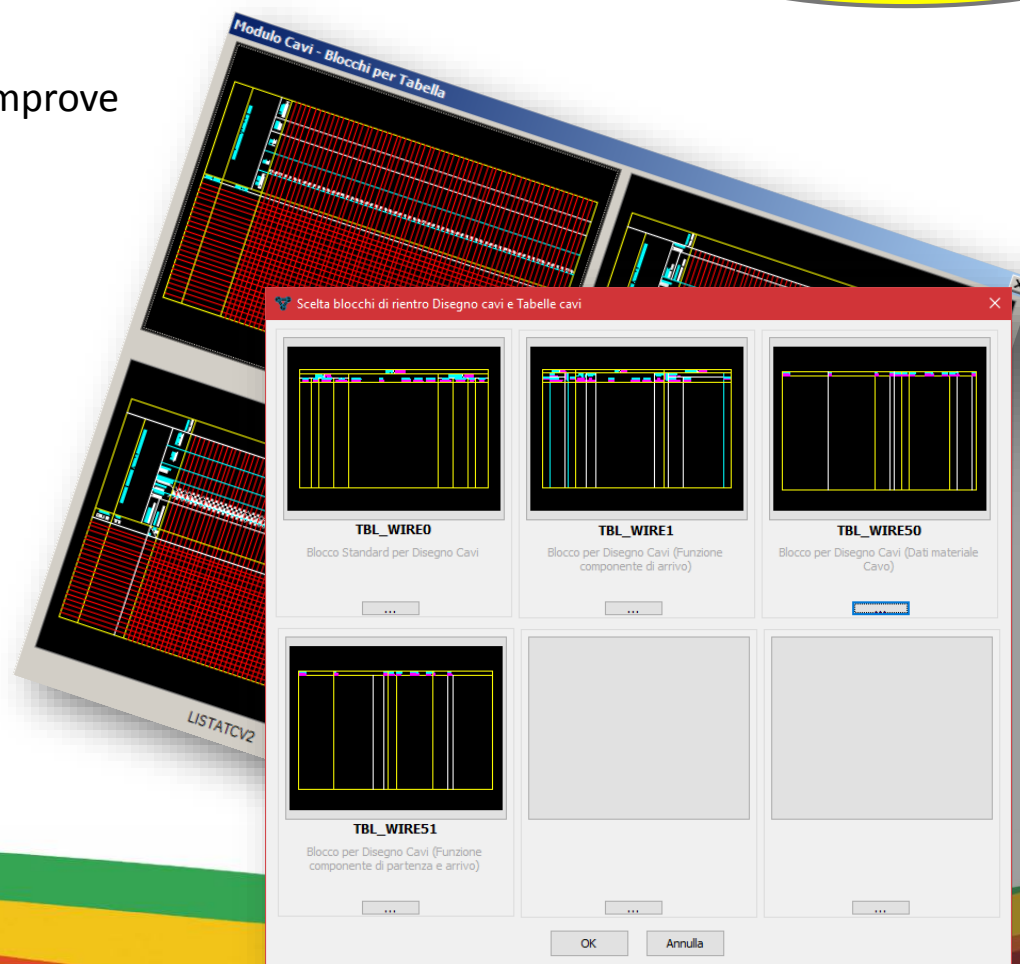 mprove
Modulo Cavi - Blocchi per Tabella
Scelta blocchi di rientro Disegno cavi e Tabelle cavi
TBL_WIRE0
Blocco Standard per Disegno Cavi
...
TBL_WIRE1
Blocco per Disegno Cavi (Funzione
componente di arrivo)
...
TBL_WIRE50
Blocco per Disegno Cavi (Dati materiale
Cavo)
...
TBL_WIRE51
Blocco per Disegno Cavi (Funzione
componente di partenza e arrivo)
...
...
...
LISTATCV2
OK
Annulla